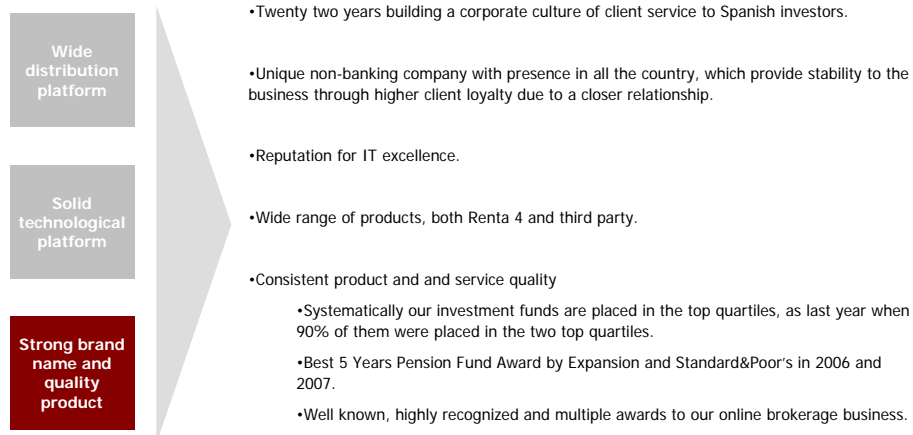 Wide
distribution
platform
Solid
technological
platform
Strong brand
name and
quality
product
•Twenty two years building a corporate culture of client service to Spanish investors.
•Unique non-banking company with presence in all the country, which provide stability to the
business through higher client loyalty due to a closer relationship.
•Reputation for IT excellence.
•Wide range of products, both Renta 4 and third party.
•Consistent product and and service quality
•Systematically our investment funds are placed in the top quartiles, as last year when
90% of them were placed in the two top quartiles.
•Best 5 Years Pension Fund Award by Expansion and Standard&Poor’s in 2006 and
2007.
•Well known, highly recognized and multiple awards to our online brokerage business.